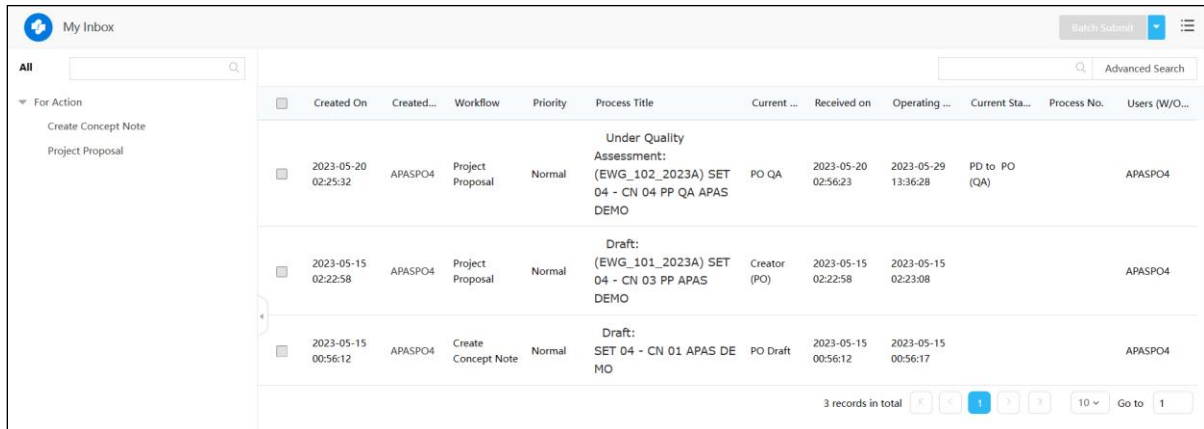 My Inbox
Batch Submit
All
Advanced Search
For Action
Create Concept Note
Project Proposal
Created On Created... Workflow Priority Process Title Current ... Received on Operating ... Current Sta... Process No. Users (W/O...
Under Quality
Assessment:
2023-05-20 02:25:32 APASPO4 Project Proposal Normal (EWG_102_2023A) SET PO QA 2023-05-20 02:56:23 2023-05-29 13:36:28 PD to PO (QA) APASPO4
04 - CN 04 PP QA APAS
DEMO
Draft:
2023-05-15 02:22:58 APASPO4 Project Proposal Normal (EWG_101_2023A) SET Creator (PO) 2023-05-15 02:22:58 2023-05-15 02:23:08 APASPO4
04 - CN 03 PP APAS
DEMO
Draft:
2023-05-15 00:56:12 APASPO4 Create Concept Note Normal SET 04 - CN 01 APAS DE PO Draft 2023-05-15 00:56:12 2023-05-15 00:56:17 APASPO4
MO
3 records in total 1 10 Go to 1